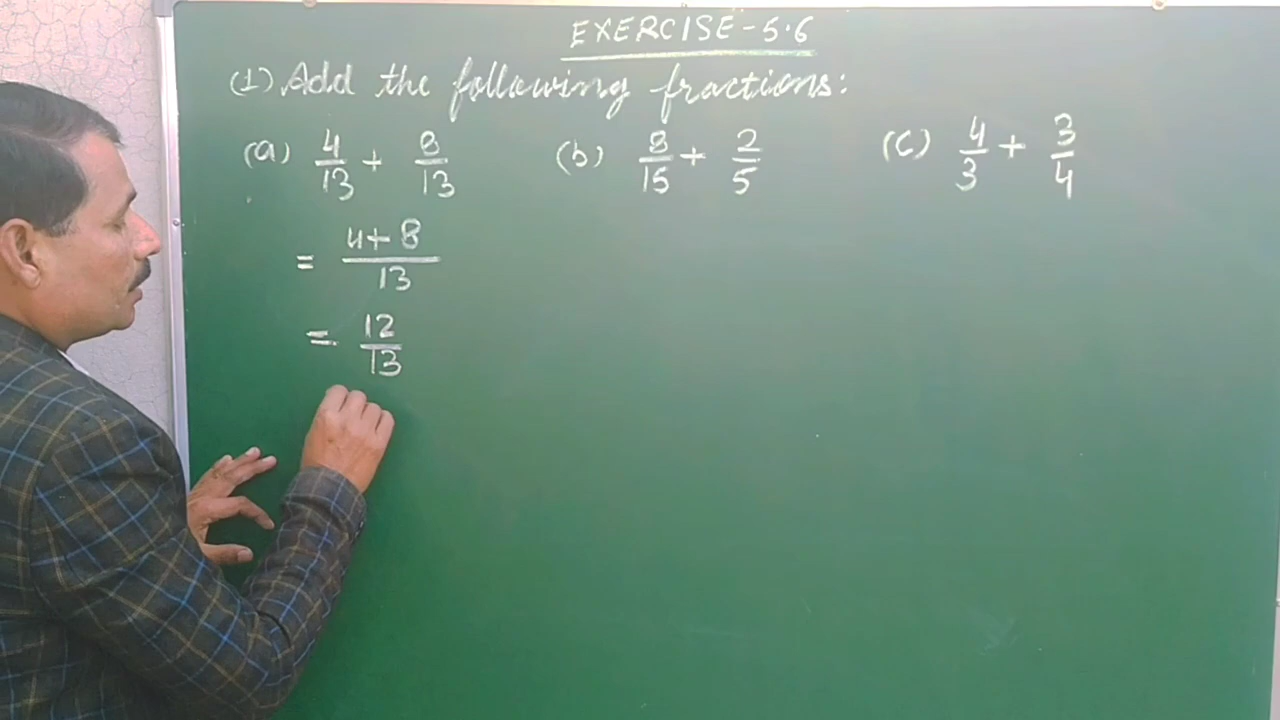 EXERCISE-5.6
(1) Add the following fractions:
(a) 4/13 + 8/13 (b) 8/15 + 2/5 (c) 4/3 + 3/4
= 4+8/13
= 12/13